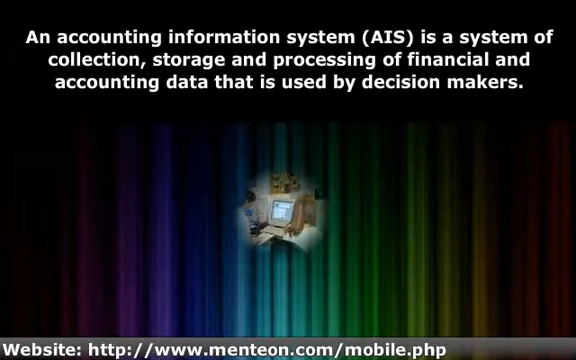 An accounting information system (AIS) is a system of
collection, storage and processing of financial and
accounting data that is used by decision makers.
Website: http://www.menteon.com/mobile.php